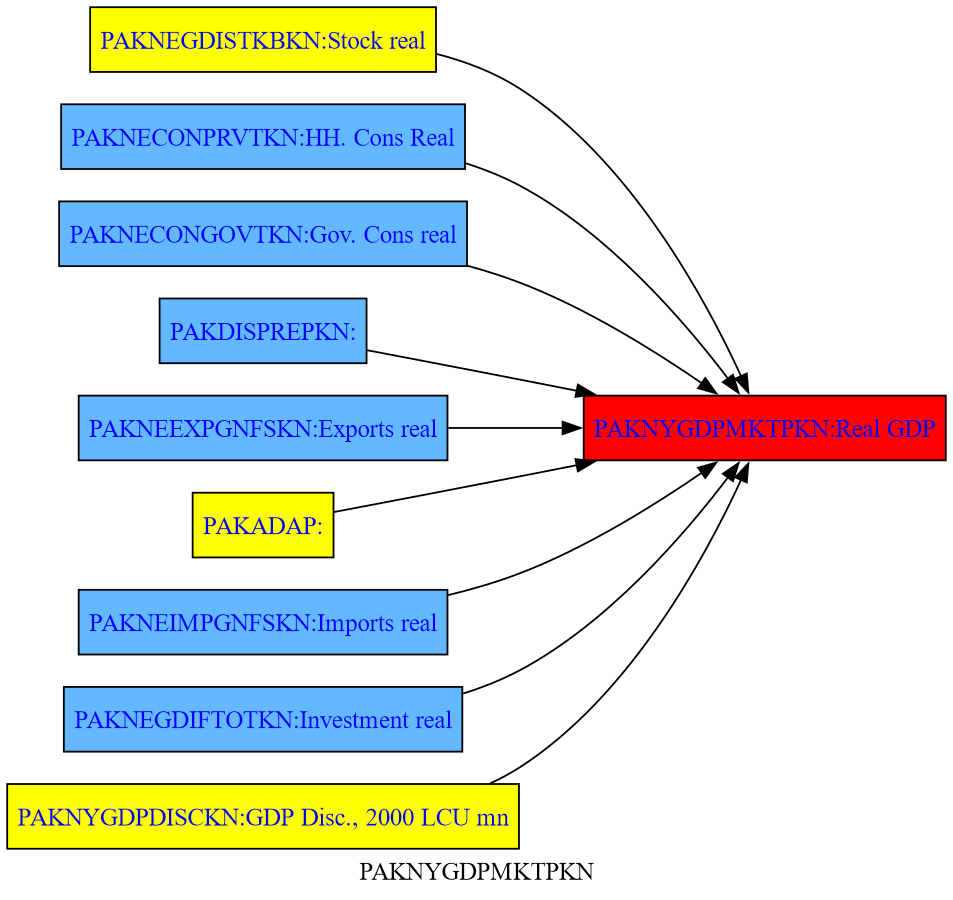 PAKNEGDISTKBKN:Stock real
PAKNECONPRVTKN:HH. Cons Real
PAKNECONGOVTKN:Gov. Cons real
PAKDISPREPKN:
PAKNEEXPGNFSKN:Exports real
PAKNYGDPMKTPKN:Real GDP
PAKADAP:
PAKNEIMPGNFSKN:Imports real
PAKNEGDIFTOTKN:Investment real
PAKNYGDPDISCKN:GDP Disc., 2000 LCU mn
PAKNYGDPMKTPKN